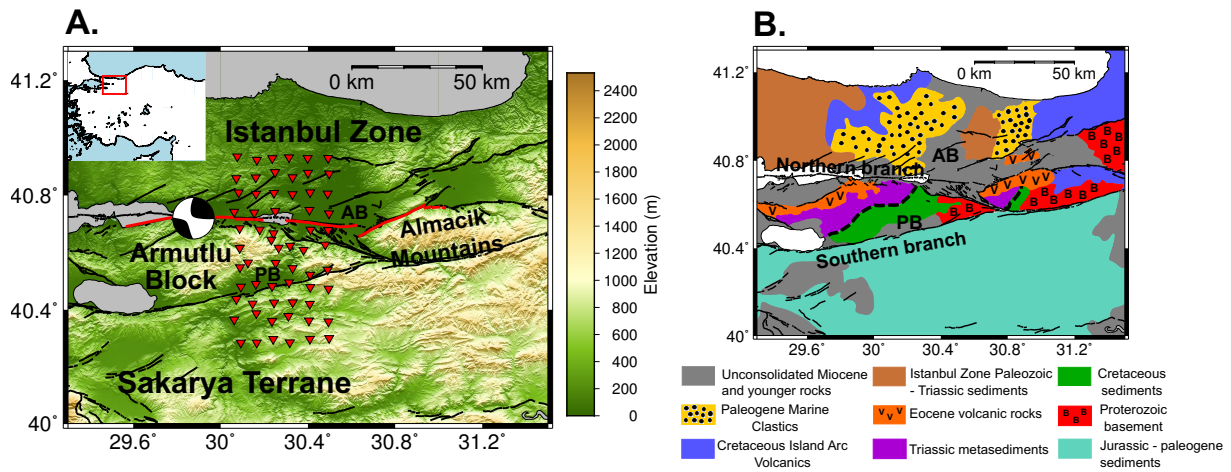 A.
41.2˚
40.8˚
40.4˚
40˚
29.6˚
30˚
30.4˚
30.8˚
31.2˚
0 km
50 km
Istanbul Zone
AB
Almacik
Mountains
Armutlu
Block
PB
Sakarya Terrane
2400
2200
2000
1800
1600
1400
1200
1000
800
600
400
200
0
Elevation (m)
B.
41.2˚
40.8˚
40.4˚
40˚
29.6˚
30˚
30.4˚
30.8˚
31.2˚
0 km
50 km
AB
Northern branch
PB
Southern branch
V V
V V V V V
V V
B B B
B B
B
B B
B B B
B B
Unconsolidated Miocene
and younger rocks
Istanbul Zone Paleozoic
- Triassic sediments
Cretaceous
sediments
Paleogene Marine
Clastics
V V
V
Eocene volcanic rocks
B B
B
Proterozoic
basement
Cretaceous Island Arc
Volcanics
Triassic metasediments
Jurassic - paleogene
sediments